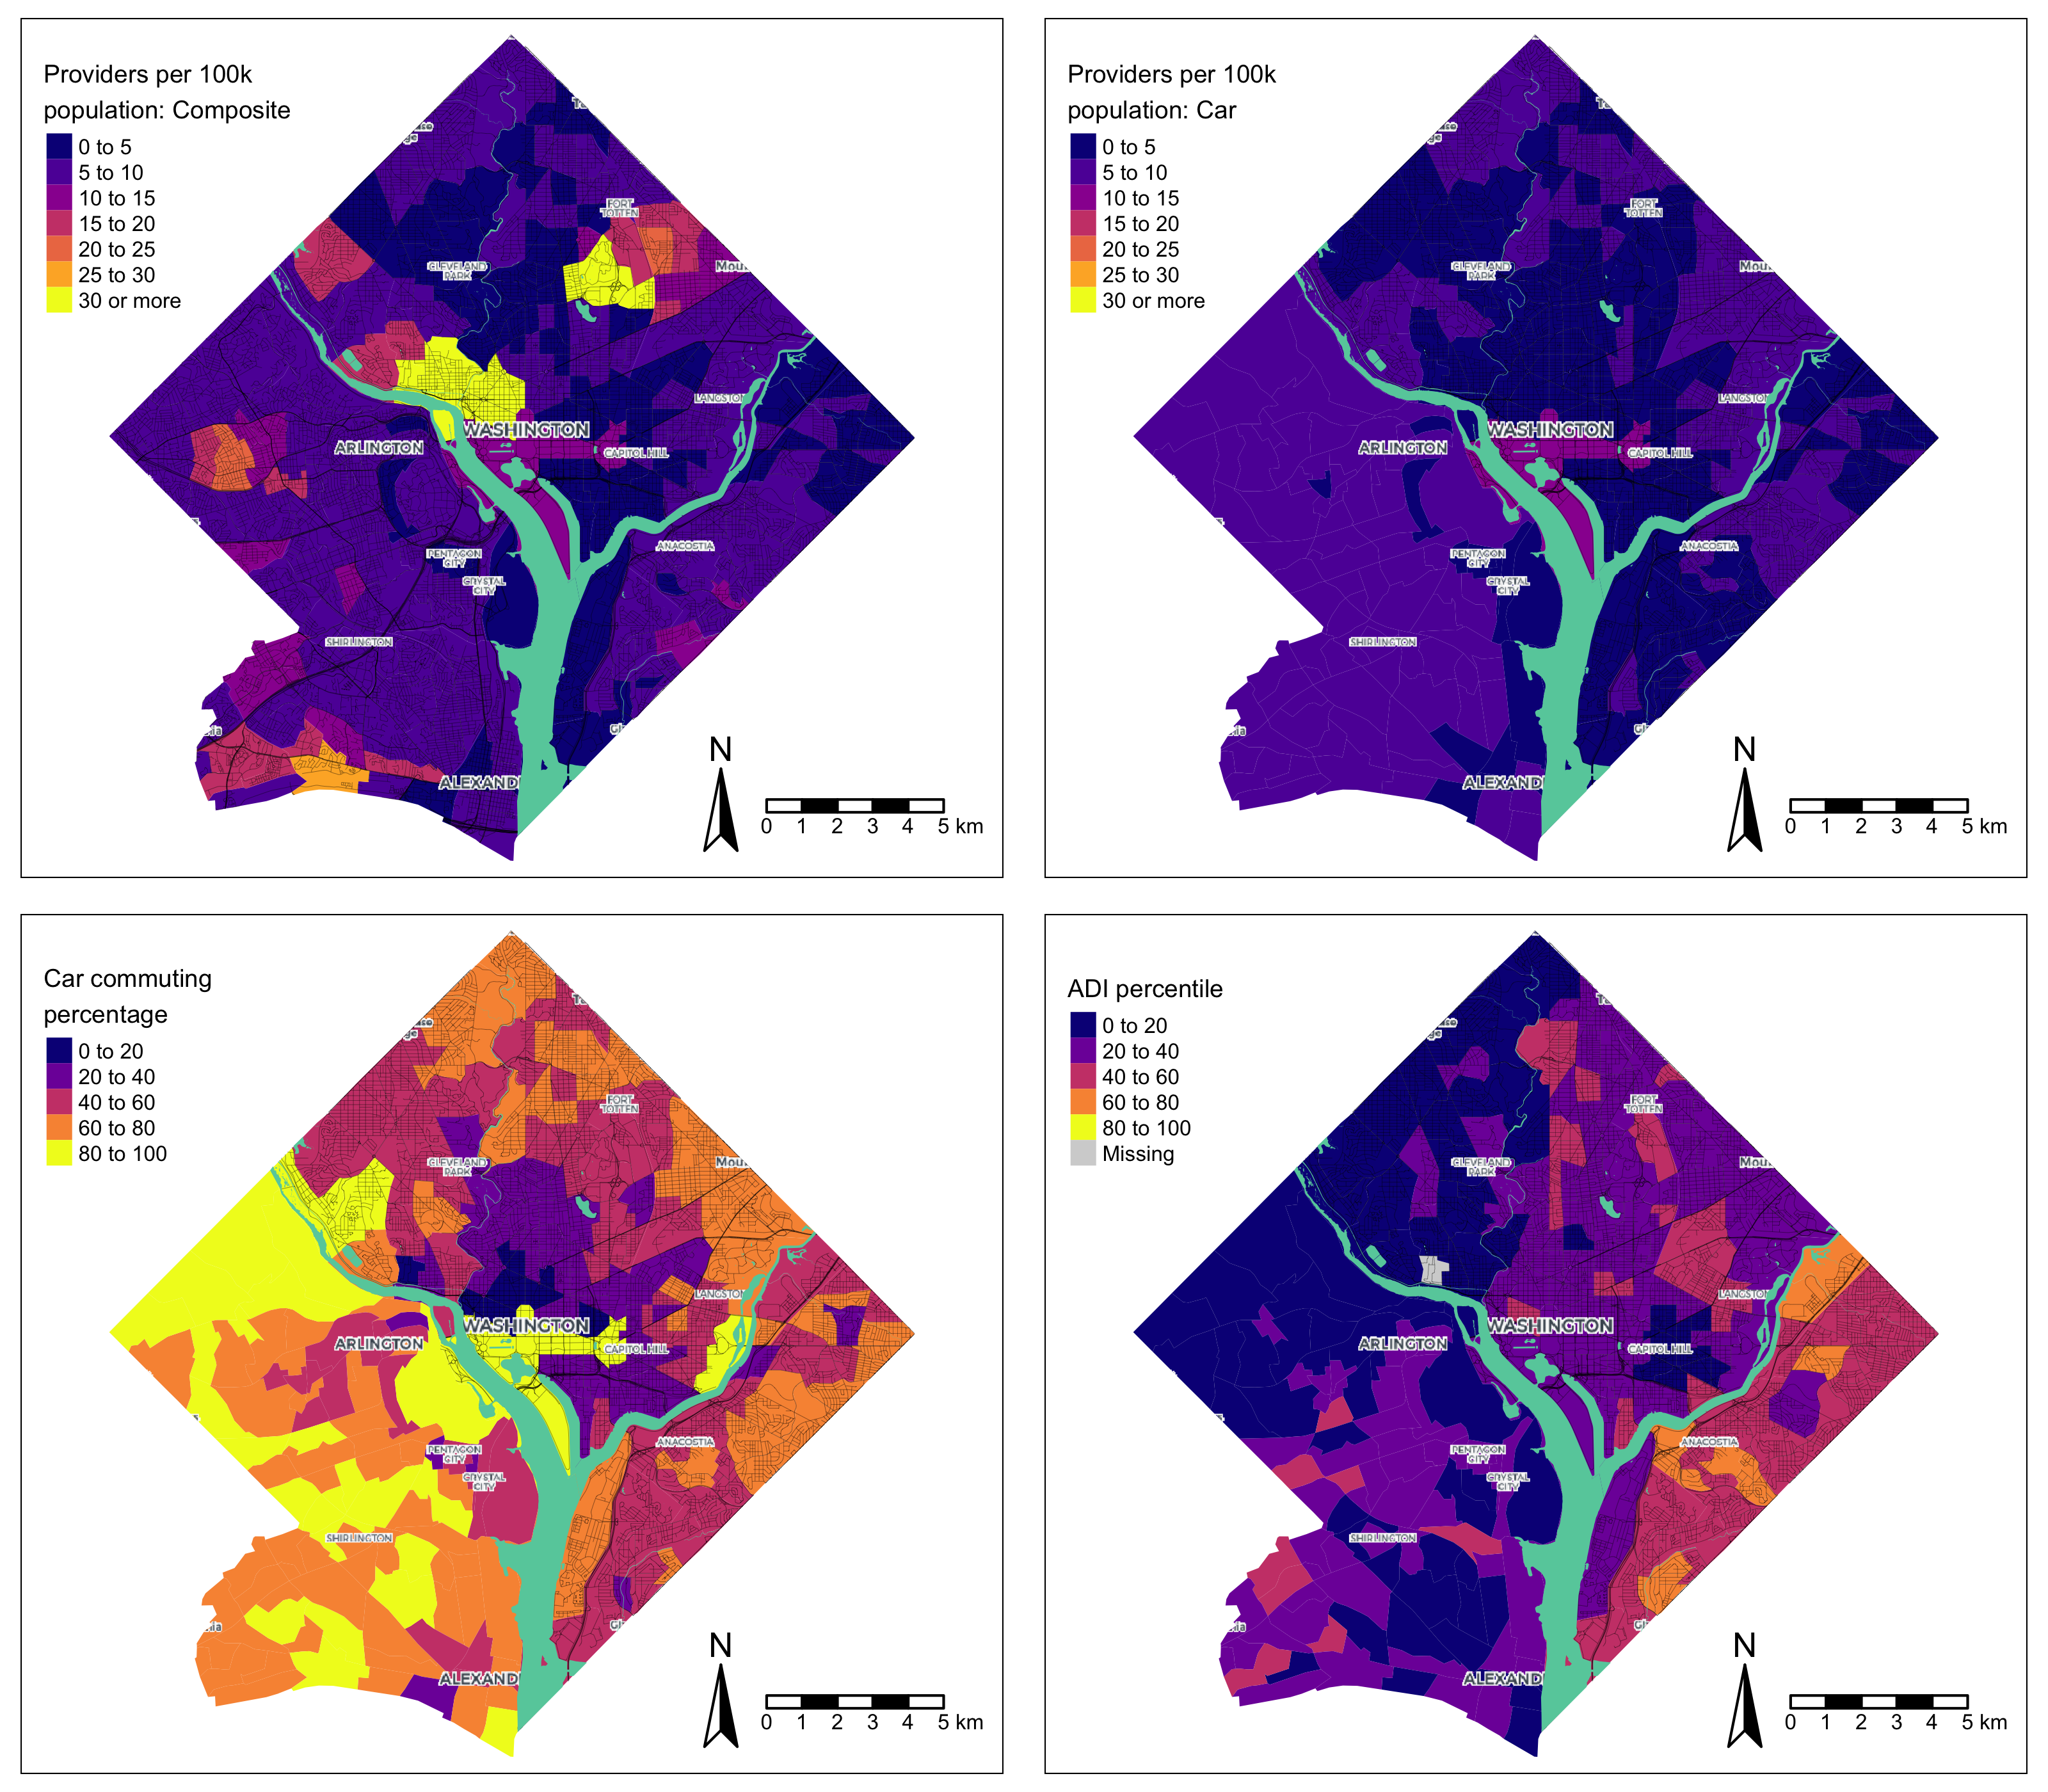 Providers per 100k
population: Composite
0 to 5
5 to 10
10 to 15
15 to 20
20 to 25
25 to 30
30 or more
FORT
TOTTEN
CLEVELAND
PARK
Mou
LANGSTO
WASHINGTON
ARLINGTON
CAPITOL HILL
PENTAGON
CITY
ANACOSTIA
CRYSTAL
CITY
SHIRLINGTON
ALEXAND
N
0 1 2 3 4 5 km
Providers per 100k
population: Car
0 to 5
5 to 10
10 to 15
15 to 20
20 to 25
25 to 30
30 or more
FORT
TOTTEN
CLEVELAND
PARK
Mou
LANGSTO
WASHINGTON
ARLINGTON
CAPITOL HILL
PENTAGON
CITY
ANACOSTIA
CRYSTAL
CITY
SHIRLINGTON
ALEXAND
N
0 1 2 3 4 5 km
Car commuting
percentage
0 to 20
20 to 40
40 to 60
60 to 80
80 to 100
FORT
TOTTEN
CLEVELAND
PARK
Mou
LANGSTO
WASHINGTON
ARLINGTON
CAPITOL HILL
PENTAGON
CITY
ANACOSTIA
CRYSTAL
CITY
SHIRLINGTON
ALEXAND
N
0 1 2 3 4 5 km
ADI percentile
0 to 20
20 to 40
40 to 60
60 to 80
80 to 100
Missing
FORT
TOTTEN
CLEVELAND
PARK
Mou
LANGSTO
WASHINGTON
ARLINGTON
CAPITOL HILL
PENTAGON
CITY
ANACOSTIA
CRYSTAL
CITY
SHIRLINGTON
ALEXAND
N
0 1 2 3 4 5 km